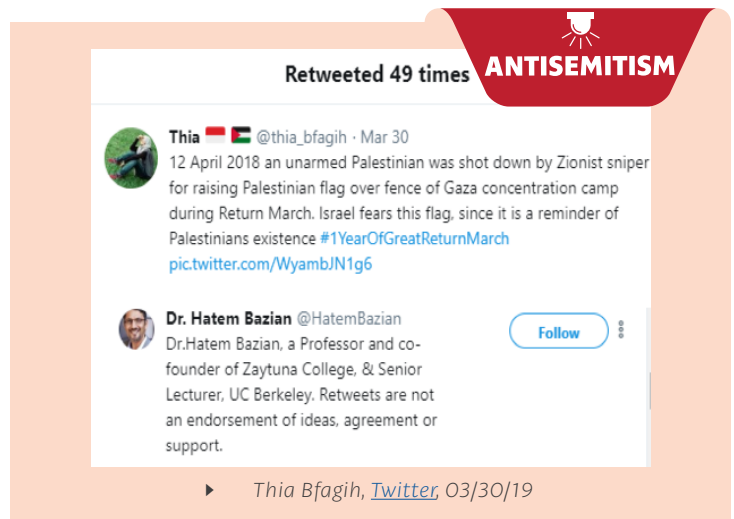 ANTISEMITISM
Retweeted 49 times
Thia @thia_bfagih · Mar 30
12 April 2018 an unarmed Palestinian was shot down by Zionist sniper
for raising Palestinian flag over fence of Gaza concentration camp
during Return March. Israel fears this flag, since it is a reminder of
Palestinians existence #1YearOfGreatReturnMarch
pic.twitter.com/WyambJN1g6
Dr. Hatem Bazian @HatemBazian
Follow
Dr.Hatem Bazian, a Professor and co-
founder of Zaytuna College, & Senior
Lecturer, UC Berkeley. Retweets are not
an endorsement of ideas, agreement or
support.
Thia Bfagih, Twitter, 03/30/19